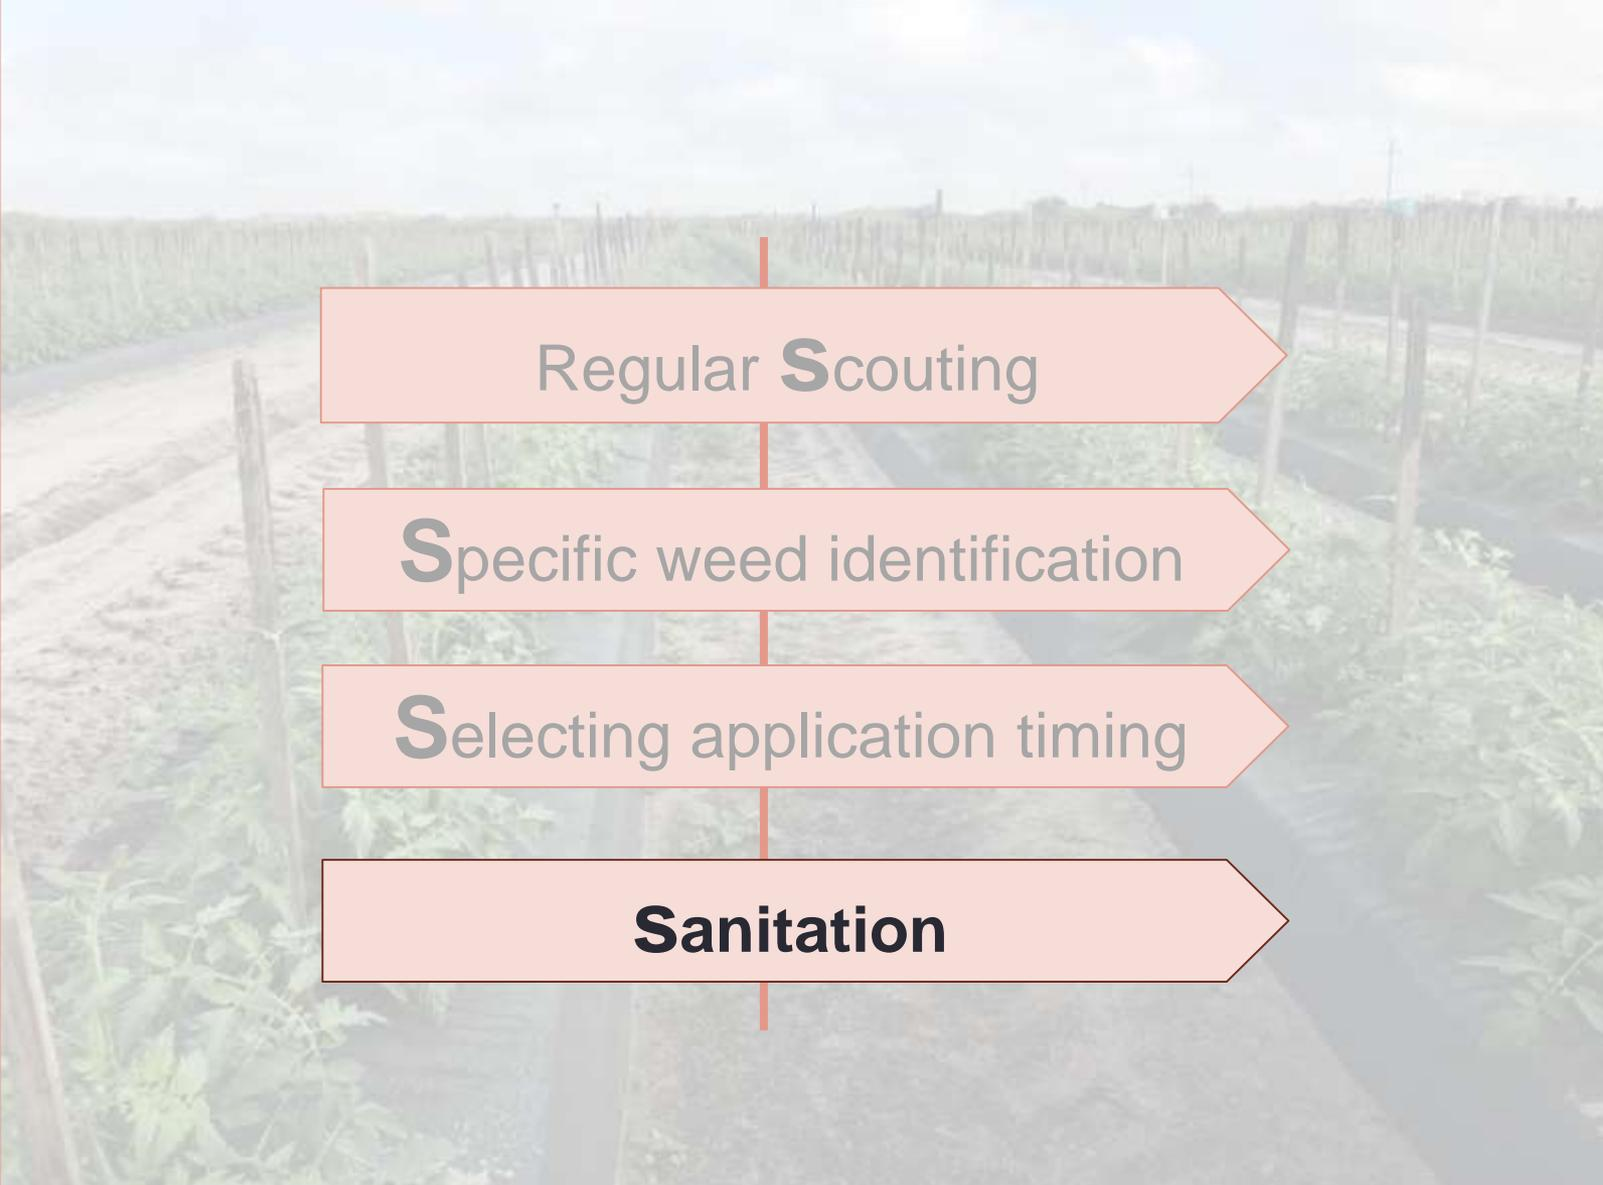 Regular Scouting
Specific weed identification
Selecting application timing
Sanitation